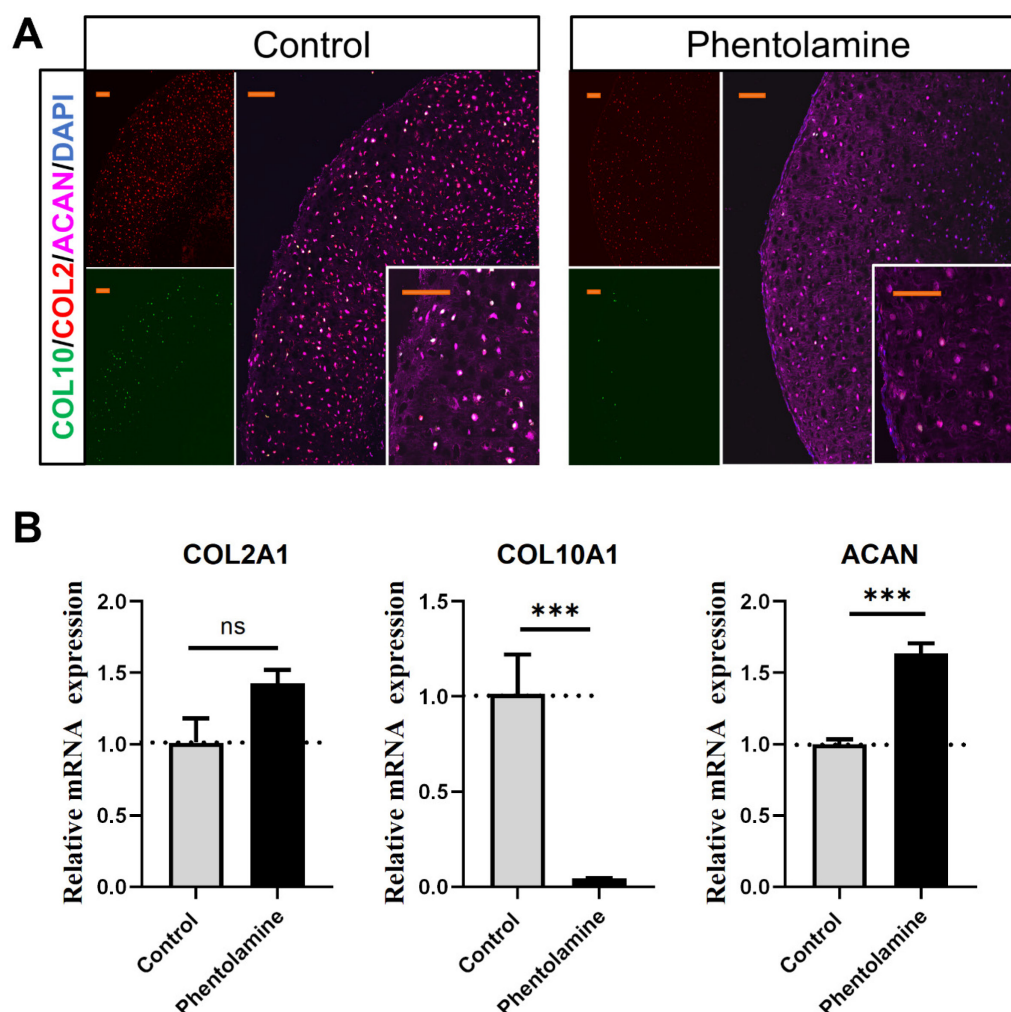 A
Control
Phentolamine
COL10/COL2/ACAN/DAPI
B
COL2A1
Relative mRNA expression
2.0
1.5
1.0
0.5
0.0
ns
Control
Phentolamine
COL10A1
Relative mRNA expression
1.5
1.0
0.5
0.0
***
Control
Phentolamine
ACAN
Relative mRNA expression
2.0
1.5
1.0
0.5
0.0
***
Control
Phentolamine